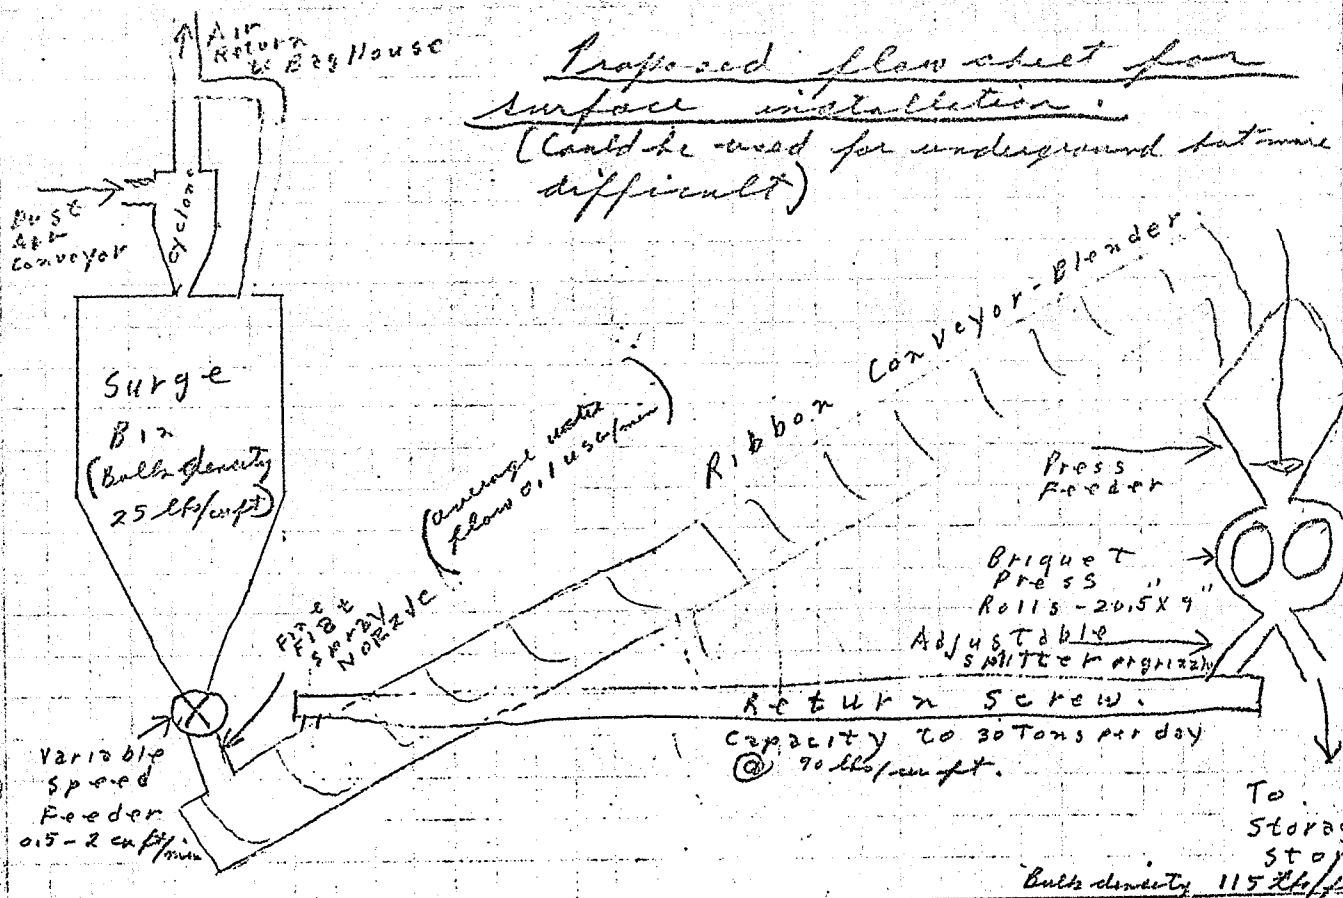 Air
Return
to Bag House
Proposed flow sheet for
surface installation.
(Could be used for underground but more
difficult)
Dust
Air
Conveyor
Cyclone
Surge
Bin
(Bulk density
25 lbs/cu ft)
(average water
flow 0.1 USG/min)
Ribbon Conveyor-Blender
Fine
Flat
Spray
Nozzle
Press
Feeder
Briquet
Press
Rolls - 20.5 X 9"
Adjustable
splitter or grizzly
Return Screw.
Capacity to 30 Tons per day
@ 90 lbs/cu ft.
Variable
Speed
Feeder
0.5 - 2 cu ft/min
To
Storag
Bulk density 115 lbs/f